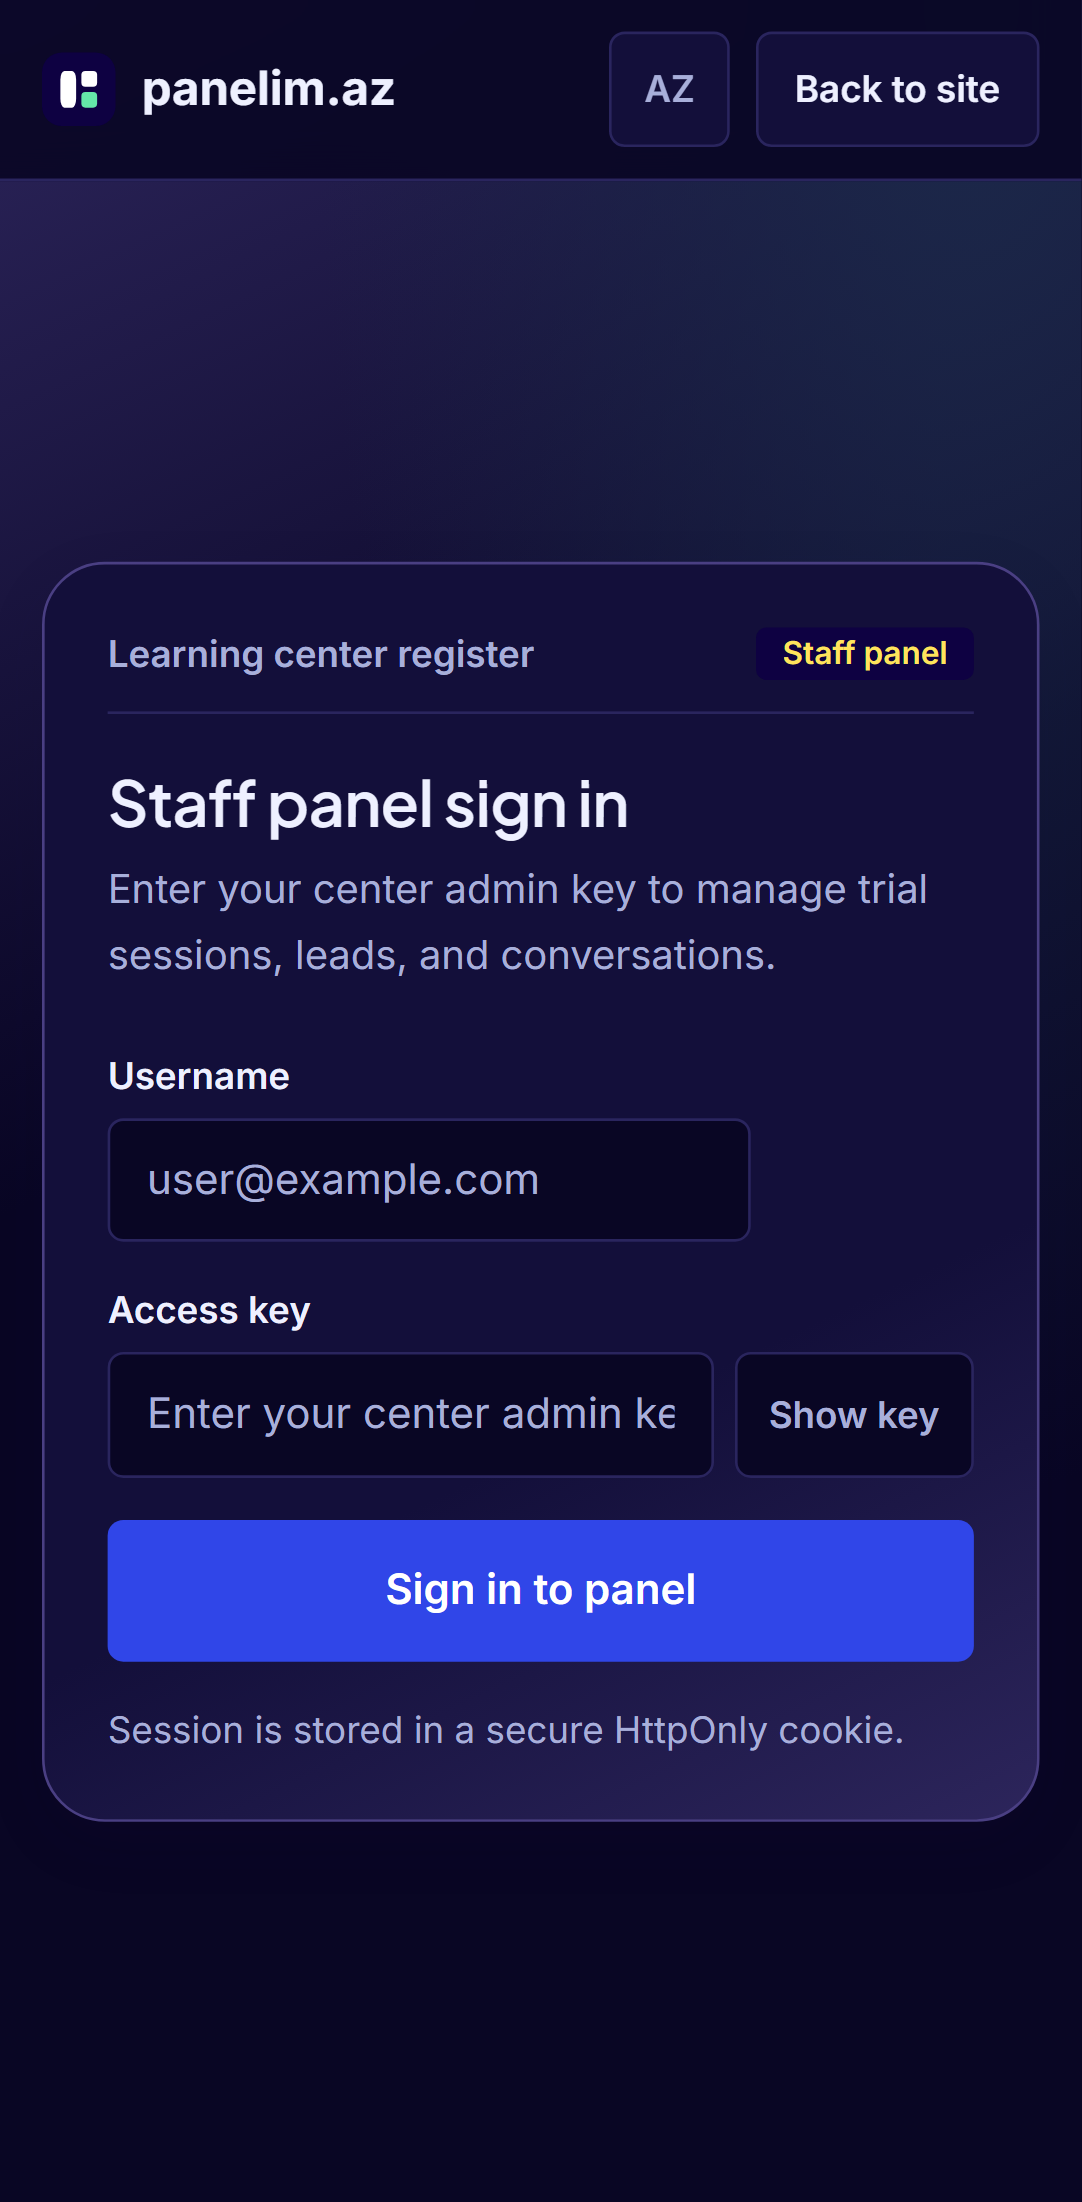 panelim.az
AZ
Back to site
Learning center register
Staff panel
Staff panel sign in
Enter your center admin key to manage trial
sessions, leads, and conversations.
Username
user@example.com
Access key
Enter your center admin ke
Show key
Sign in to panel
Session is stored in a secure HttpOnly cookie.